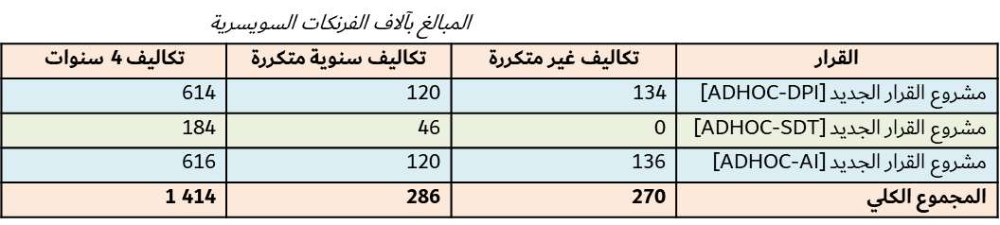 المبالغ بآلاف الفرنكات السويسرية
القرار تكاليف غير متكررة تكاليف سنوية متكررة تكاليف 4 سنوات
مشروع القرار الجديد [ADHOC-DPI] 134 120 614
مشروع القرار الجديد [ADHOC-SDT] 0 46 184
مشروع القرار الجديد [ADHOC-AI] 136 120 616
المجموع الكلي 270 286 1 414